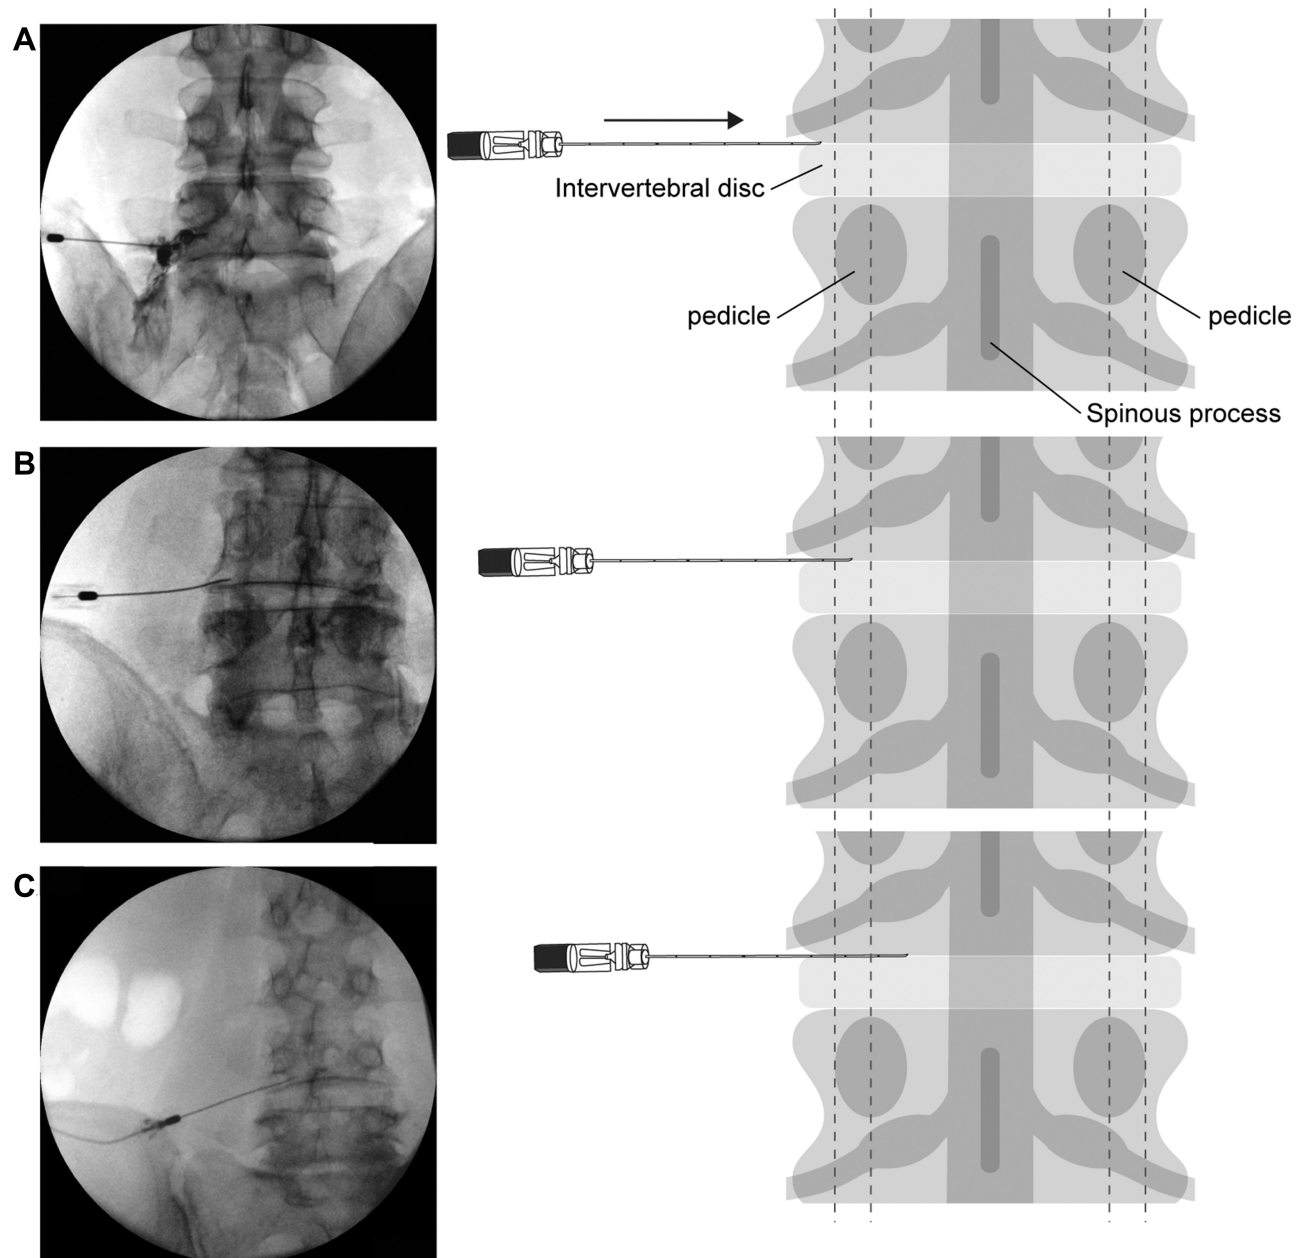 A
Intervertebral disc
pedicle
pedicle
Spinous process
B
C